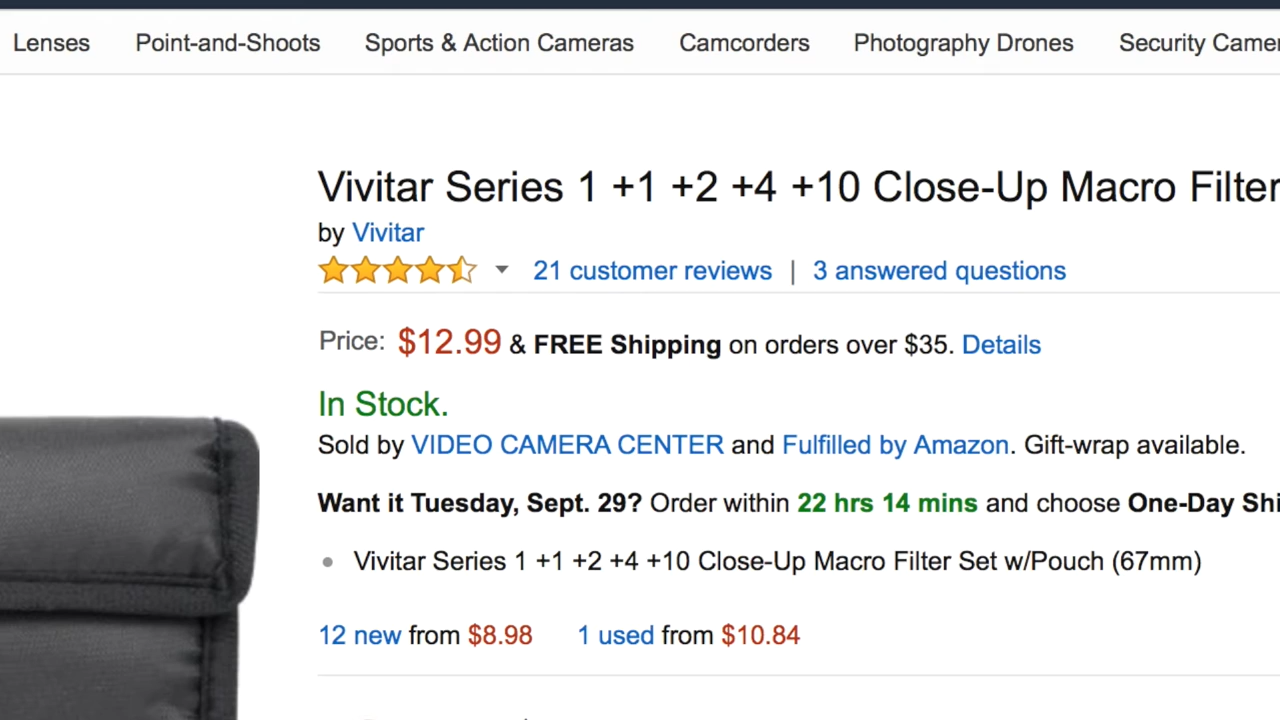 Lenses Point-and-Shoots Sports & Action Cameras Camcorders Photography Drones Security
Vivitar Series 1 +1 +2 +4 +10 Close-Up Macro Filter
by Vivitar
21 customer reviews | 3 answered questions
Price: $12.99 & FREE Shipping on orders over $35. Details
In Stock.
Sold by VIDEO CAMERA CENTER and Fulfilled by Amazon. Gift-wrap available.
Want it Tuesday, Sept. 29? Order within 22 hrs 14 mins and choose One-Day
Vivitar Series 1 +1 +2 +4 +10 Close-Up Macro Filter Set w/Pouch (67mm)
12 new from $8.98 1 used from $10.84